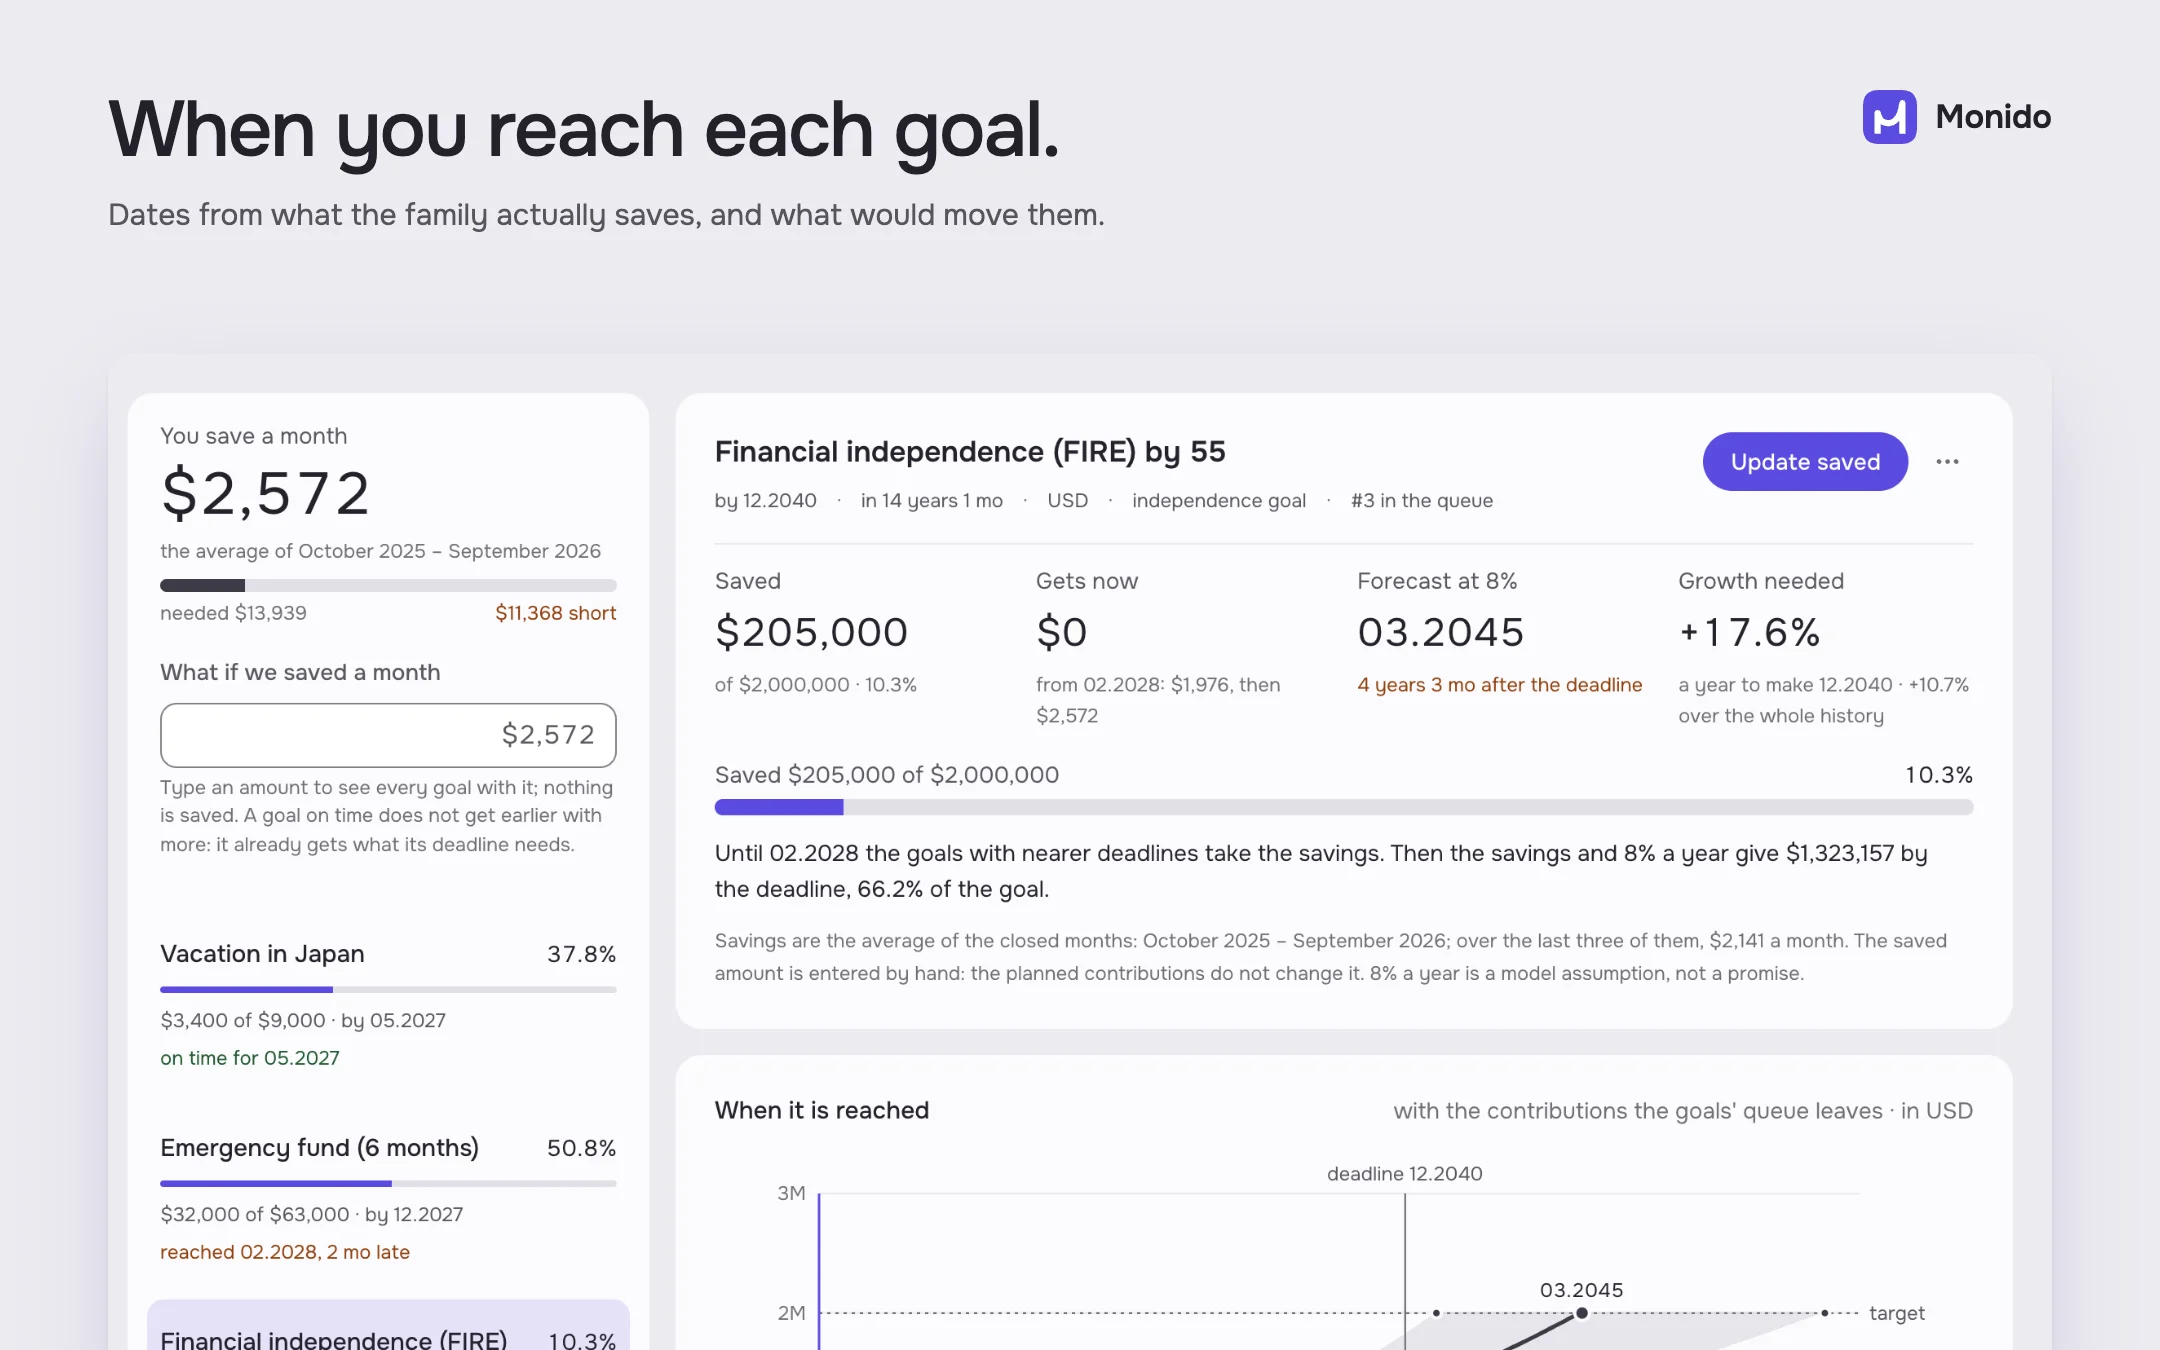 When you reach each goal.
Monido
Dates from what the family actually saves, and what would move them.
You save a month
$2,572
the average of October 2025 – September 2026
needed $13,939
$11,368 short
What if we saved a month
$2,572
Type an amount to see every goal with it; nothing
is saved. A goal on time does not get earlier with
more: it already gets what its deadline needs.
Vacation in Japan
37.8%
$3,400 of $9,000 · by 05.2027
on time for 05.2027
Emergency fund (6 months)
50.8%
$32,000 of $63,000 · by 12.2027
reached 02.2028, 2 mo late
Financial independence (FIRE)
10.3%
Financial independence (FIRE) by 55
Update saved
by 12.2040 · in 14 years 1 mo · USD · independence goal · #3 in the queue
Saved
$205,000
of $2,000,000 · 10.3%
Gets now
$0
from 02.2028: $1,976, then
$2,572
Forecast at 8%
03.2045
4 years 3 mo after the deadline
Growth needed
+17.6%
a year to make 12.2040 · +10.7%
over the whole history
Saved $205,000 of $2,000,000
10.3%
Until 02.2028 the goals with nearer deadlines take the savings. Then the savings and 8% a year give $1,323,157 by
the deadline, 66.2% of the goal.
Savings are the average of the closed months: October 2025 – September 2026; over the last three of them, $2,141 a month. The saved
amount is entered by hand: the planned contributions do not change it. 8% a year is a model assumption, not a promise.
When it is reached
with the contributions the goals' queue leaves · in USD
deadline 12.2040
3M
03.2045
2M
target